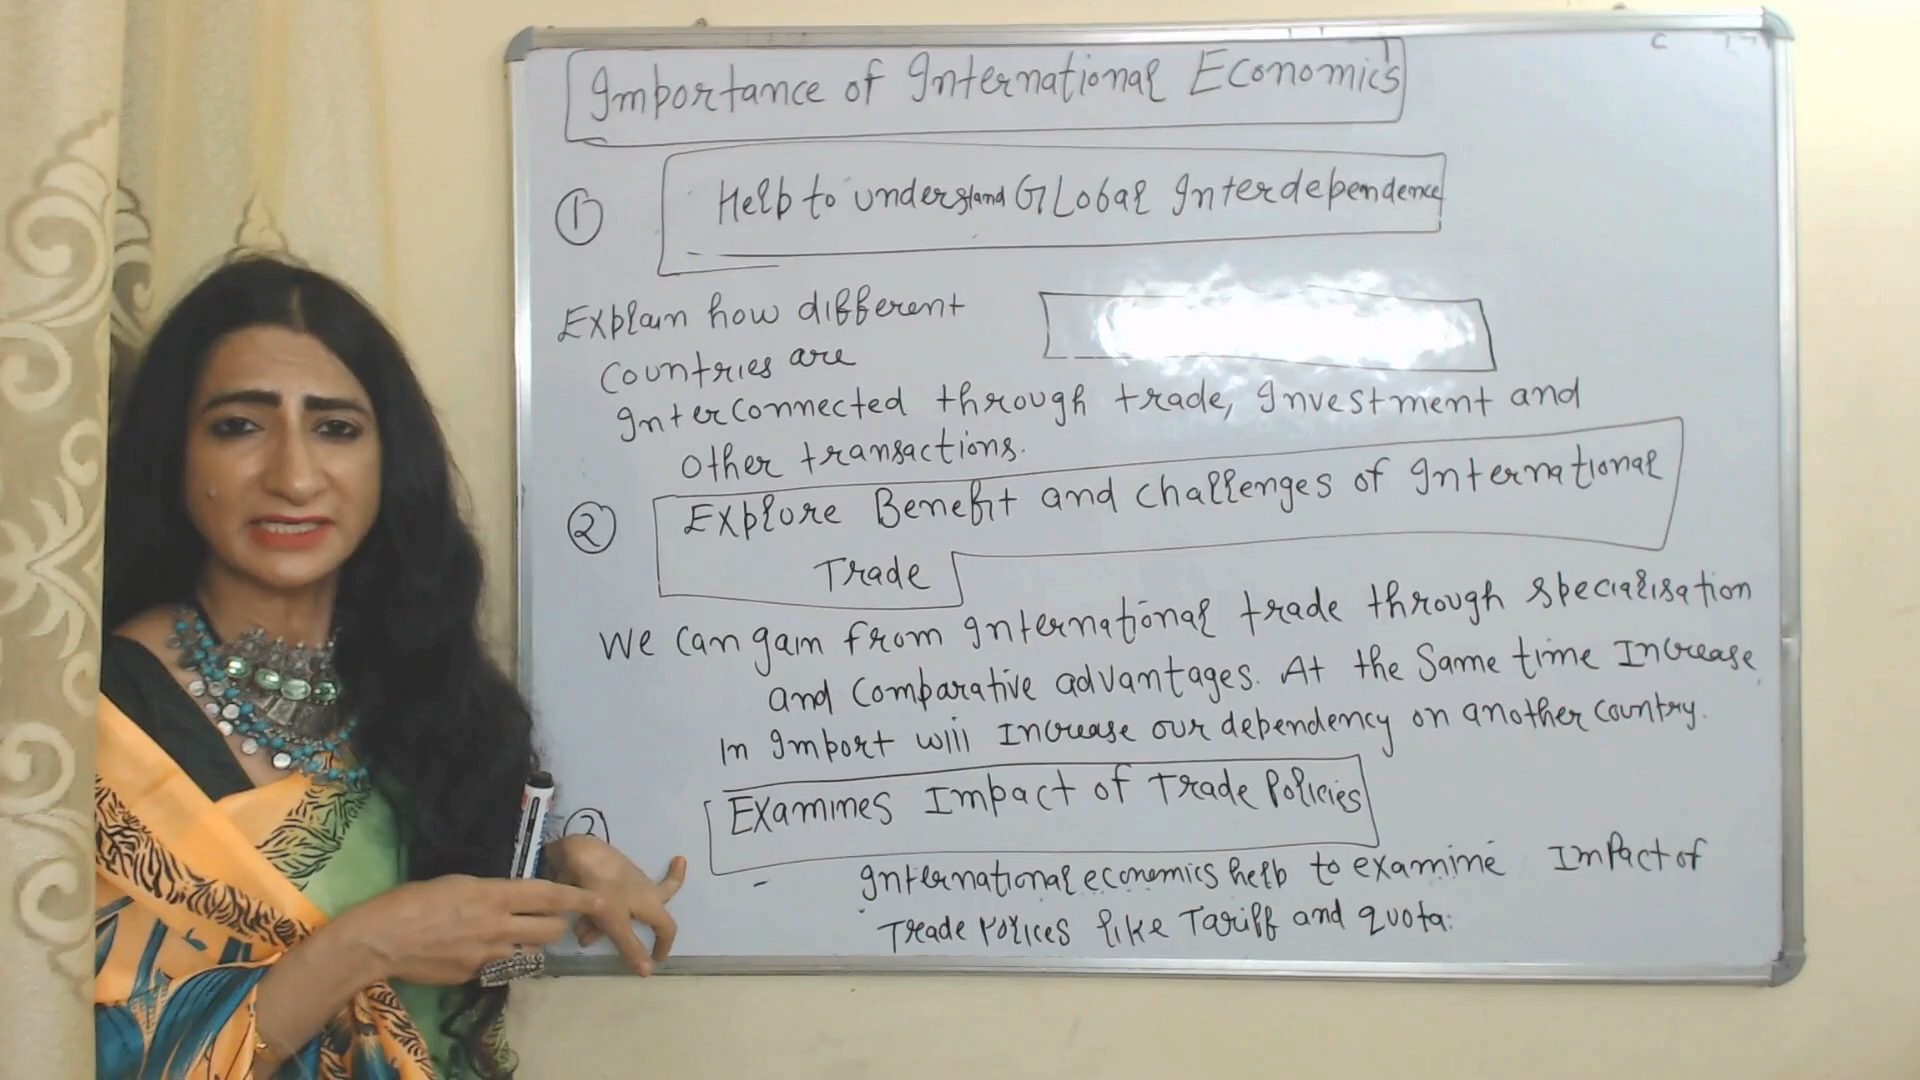 Importance of International Economics
① Help to understand Global Interdependence
Explain how different
countries are
Interconnected through trade, Investment and
other transactions.
② Explore Benefit and challenges of International
Trade
We can gain from International trade through specialisation
and comparative advantages. At the same time Increase
in Import will Increase our dependency on another country.
③ Examines Impact of Trade Policies
International economics help to examine Impact of
Trade Polices like Tariff and quota.